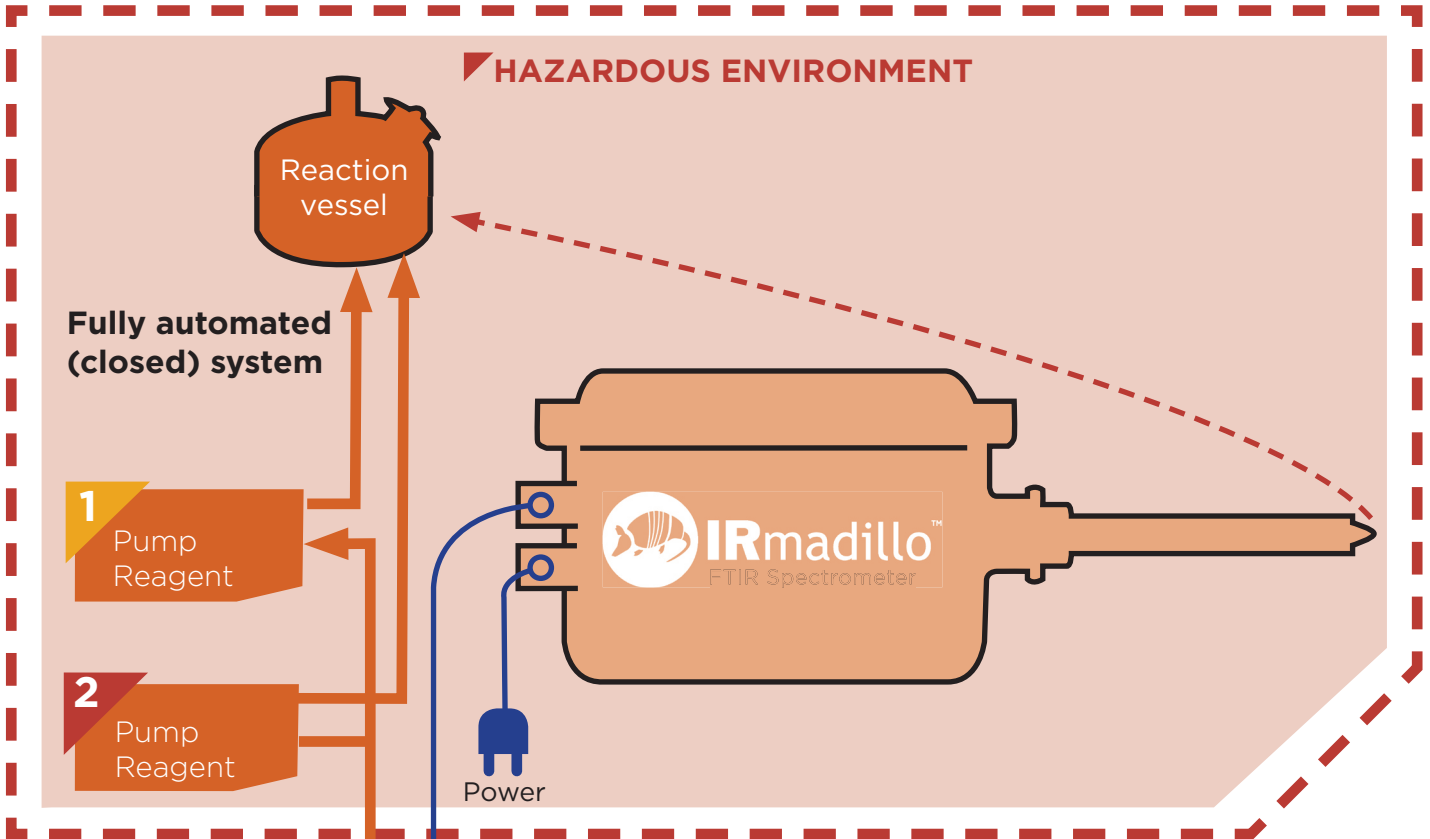 HAZARDOUS ENVIRONMENT
Reaction
vessel
Fully automated
(closed) system
1
Pump
Reagent
2
Pump
Reagent
IRmadillo™
FTIR Spectrometer
Power